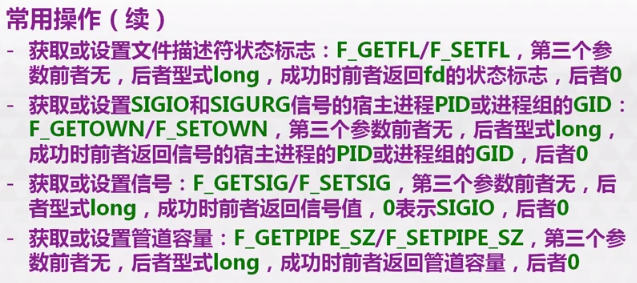 常用操作（续）
- 获取或设置文件描述符状态标志：F_GETFL/F_SETFL，第三个参
数前者无，后者型式long，成功时前者返回fd的状态标志，后者0
- 获取或设置SIGIO和SIGURG信号的宿主进程PID或进程组的GID：
F_GETOWN/F_SETOWN，第三个参数前者无，后者型式long，
成功时前者返回信号的宿主进程的PID或进程组的GID，后者0
- 获取或设置信号：F_GETSIG/F_SETSIG，第三个参数前者无，后
者型式long，成功时前者返回信号值，0表示SIGIO，后者0
- 获取或设置管道容量：F_GETPIPE_SZ/F_SETPIPE_SZ，第三个参
数前者无，后者型式long，成功时前者返回管道容量，后者0